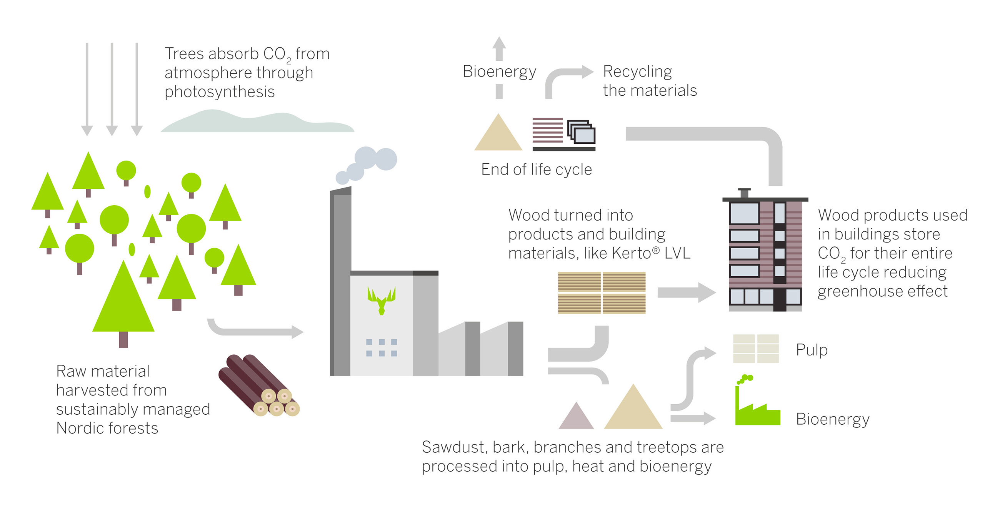 Trees absorb CO₂ from
atmosphere through
photosynthesis
Bioenergy
Recycling
the materials
End of life cycle
Wood turned into
products and building
materials, like Kerto® LVL
Wood products used
in buildings store
CO₂ for their entire
life cycle reducing
greenhouse effect
Pulp
Bioenergy
Raw material
harvested from
sustainably managed
Nordic forests
Sawdust, bark, branches and treetops are
processed into pulp, heat and bioenergy